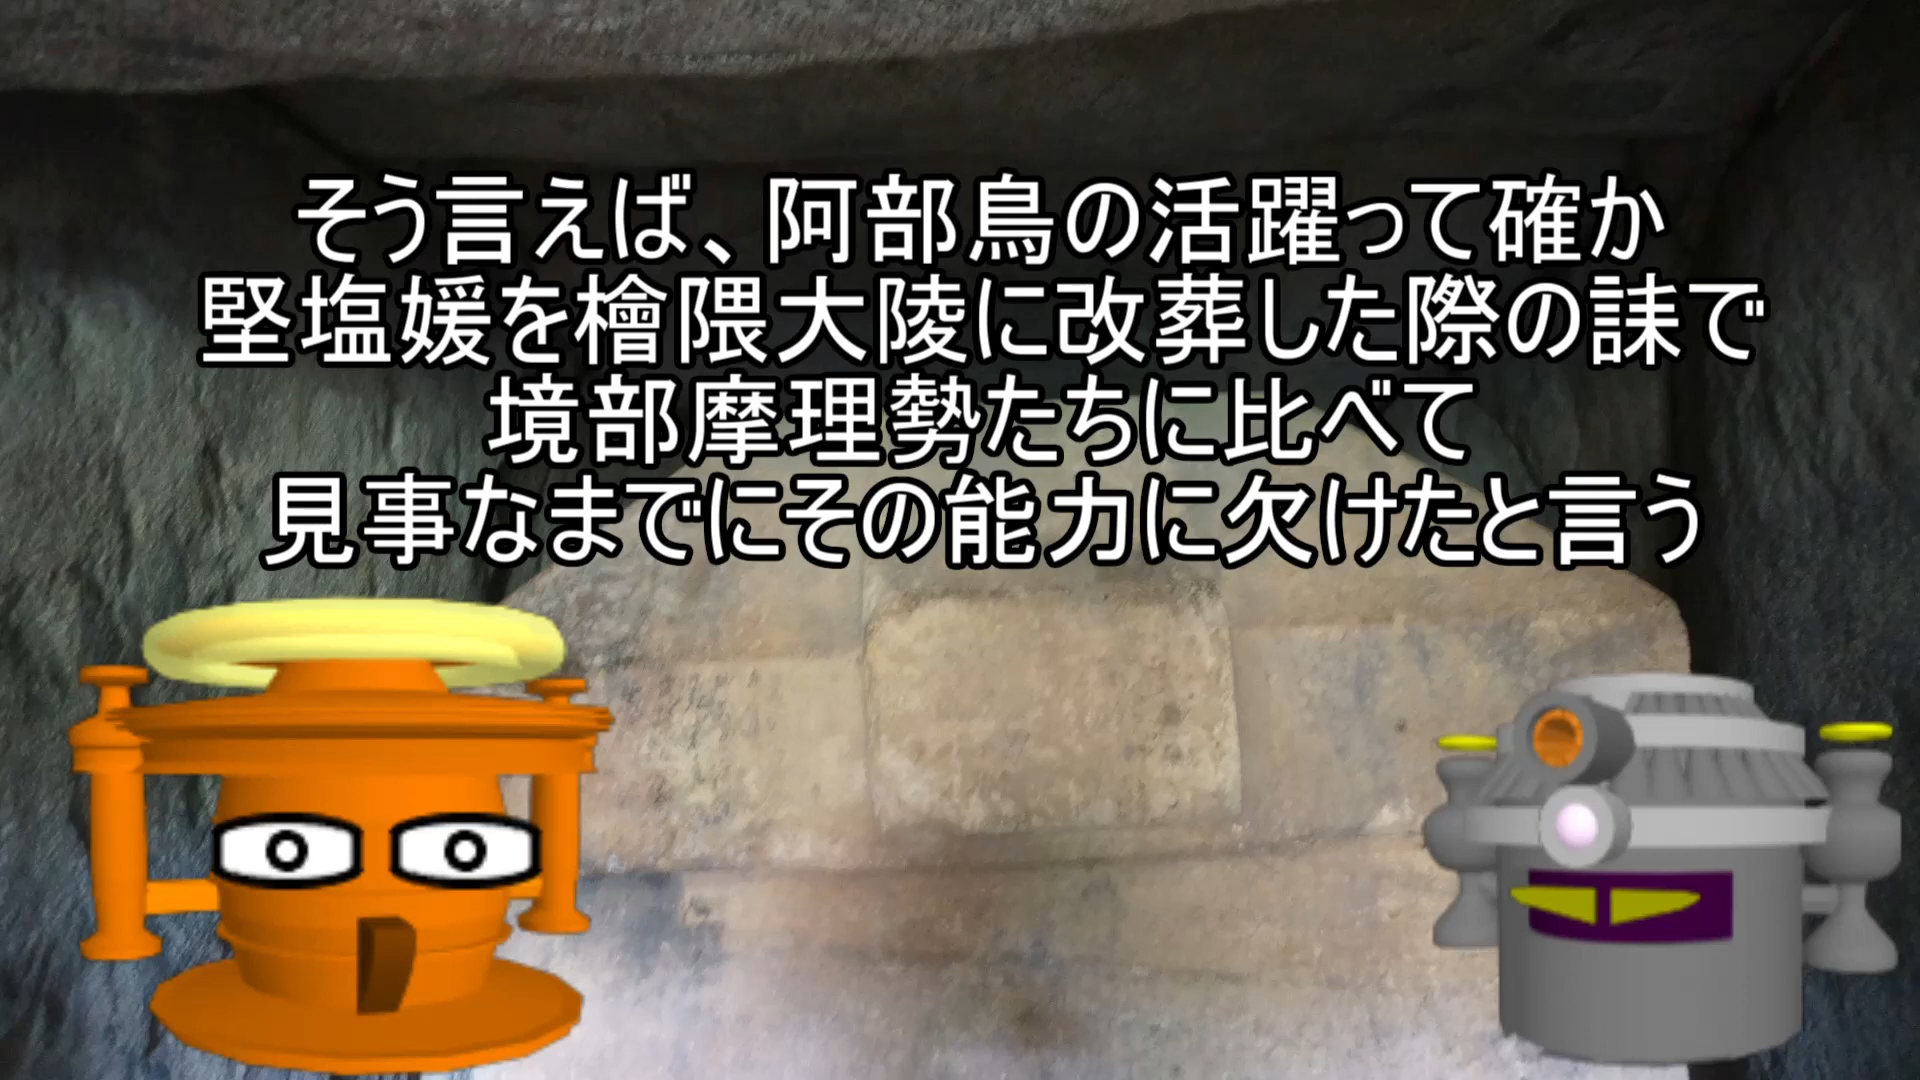 そう言えば、阿部鳥の活躍って確か
堅塩媛を檜隈大陵に改葬した際の誄で
境部摩理勢たちに比べて
見事なまでにその能力に欠けたと言う